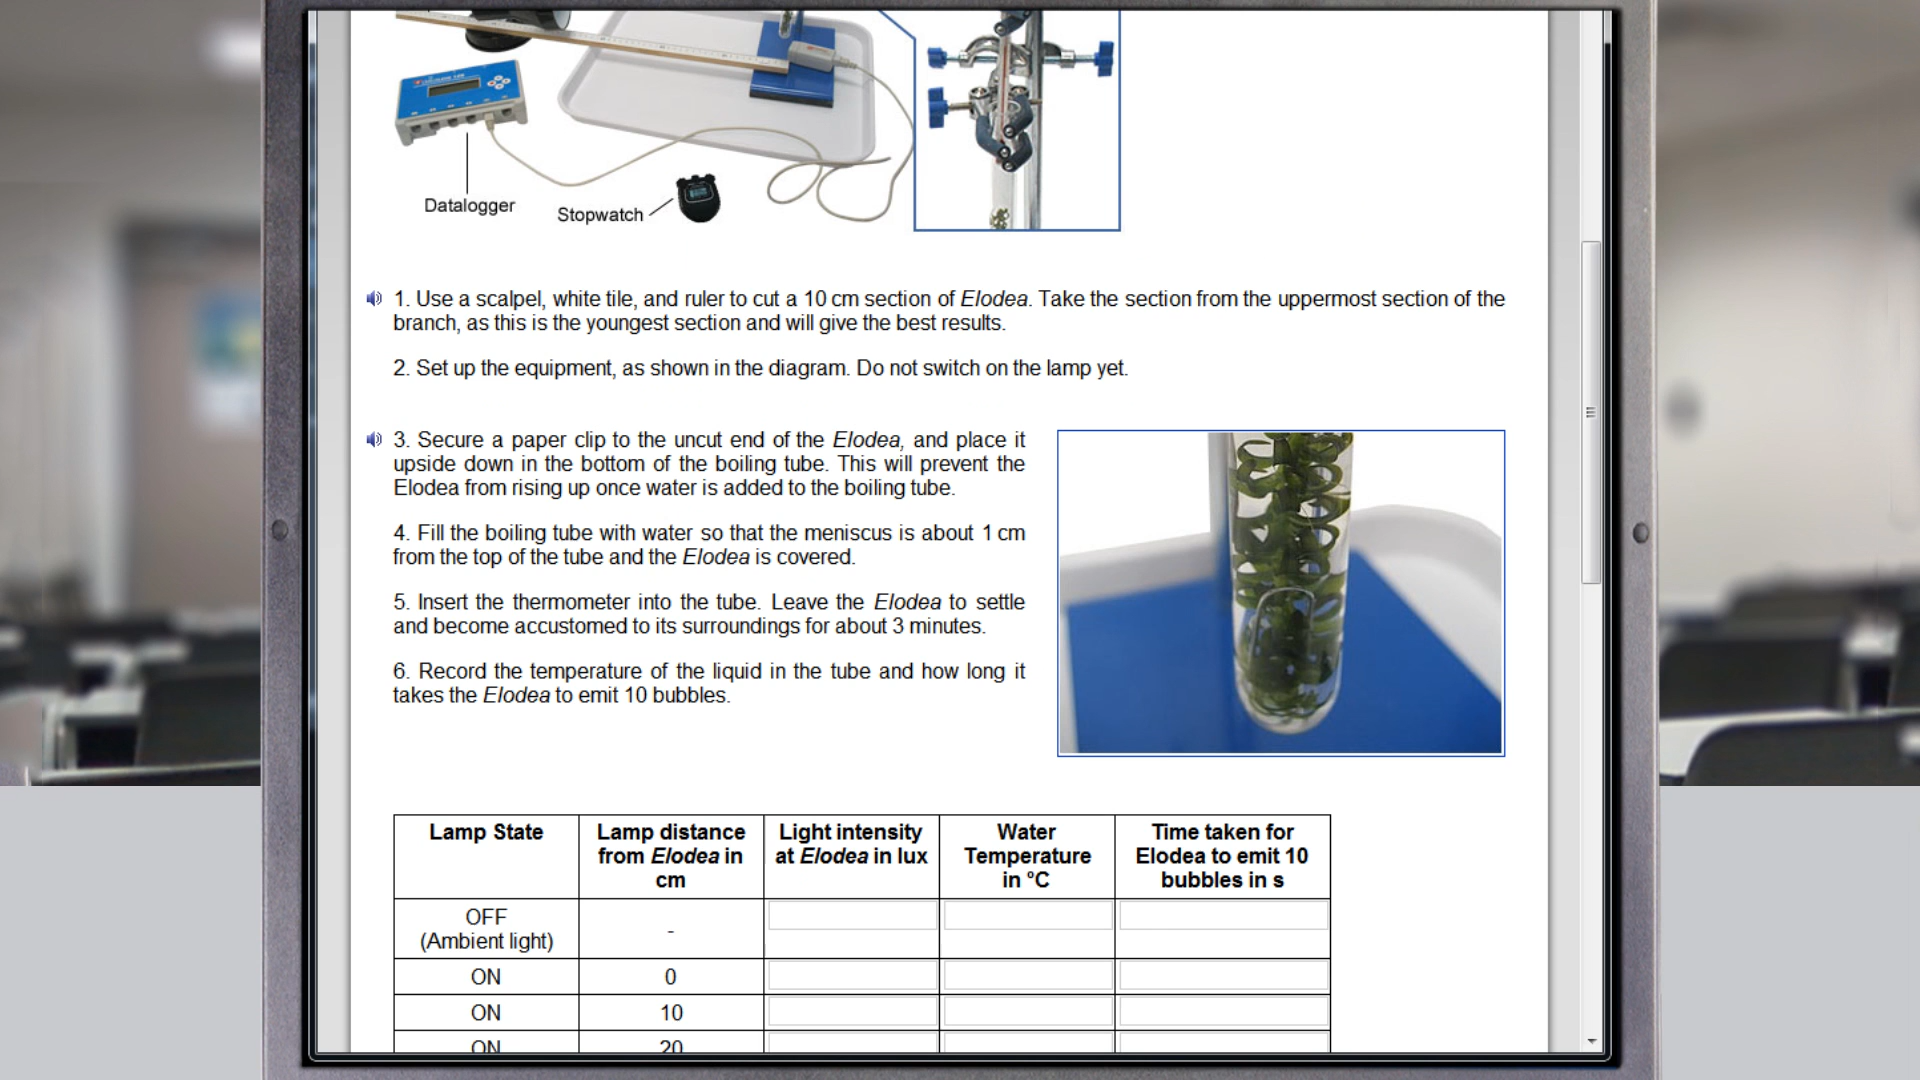 Datalogger
Stopwatch
1. Use a scalpel, white tile, and ruler to cut a 10 cm section of Elodea. Take the section from the uppermost section of the
branch, as this is the youngest section and will give the best results.
2. Set up the equipment, as shown in the diagram. Do not switch on the lamp yet.
3. Secure a paper clip to the uncut end of the Elodea, and place it
upside down in the bottom of the boiling tube. This will prevent the
Elodea from rising up once water is added to the boiling tube.
4. Fill the boiling tube with water so that the meniscus is about 1 cm
from the top of the tube and the Elodea is covered.
5. Insert the thermometer into the tube. Leave the Elodea to settle
and become accustomed to its surroundings for about 3 minutes.
6. Record the temperature of the liquid in the tube and how long it
takes the Elodea to emit 10 bubbles.
Lamp State
Lamp distance
from Elodea in
cm
Light intensity
at Elodea in lux
Water
Temperature
in °C
Time taken for
Elodea to emit 10
bubbles in s
OFF
(Ambient light)
-
ON 0
ON 10
ON 20